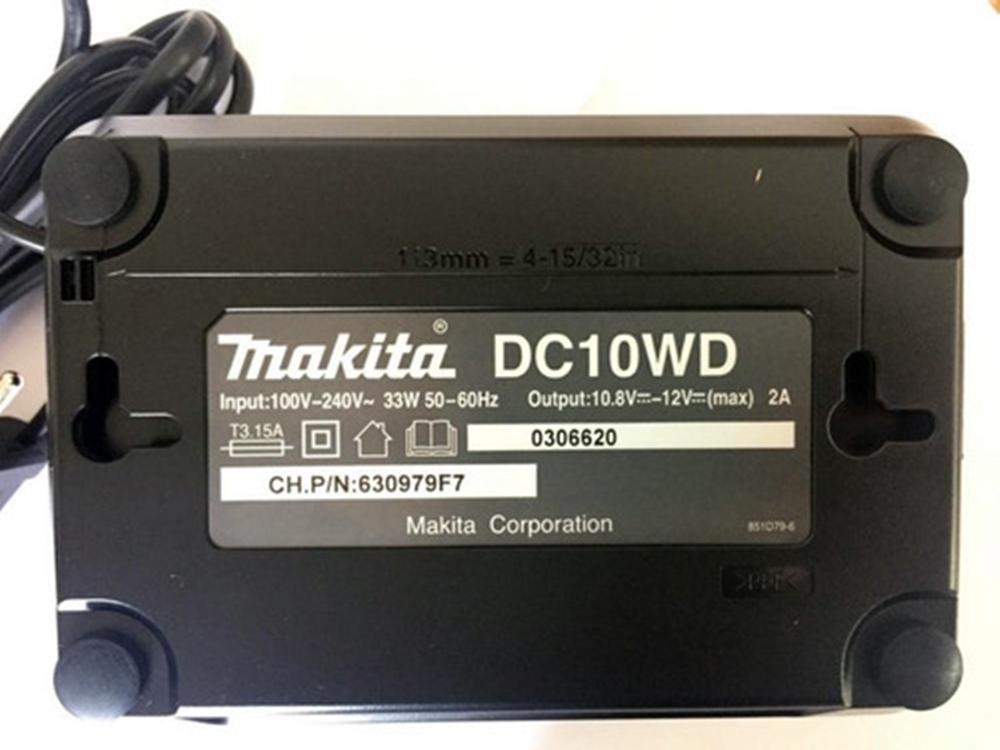 113mm = 4-15/32in
makita® DC10WD
Input:100V-240V~ 33W 50-60Hz Output:10.8V⎓-12V⎓(max) 2A
T3.15A
0306620
CH.P/N:630979F7
Makita Corporation
851D79-6